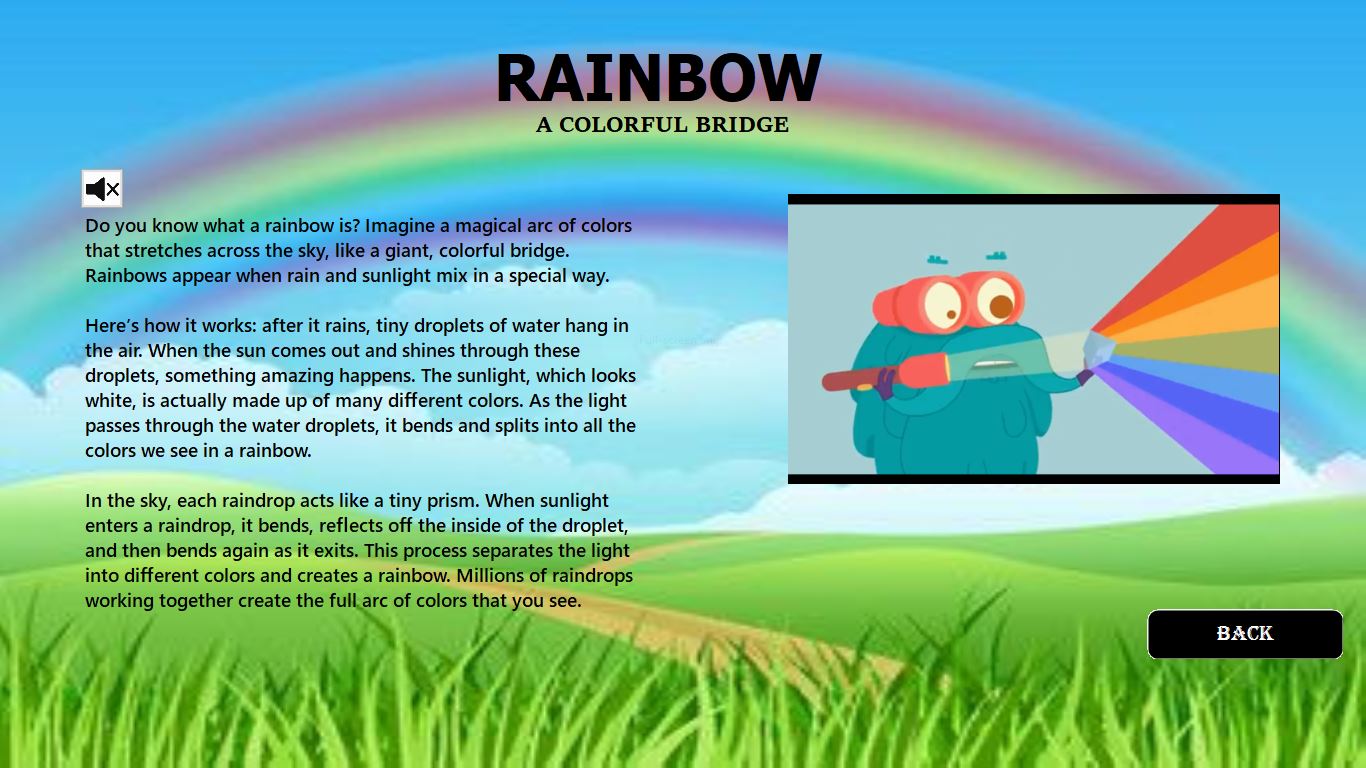 RAINBOW
A COLORFUL BRIDGE
Do you know what a rainbow is? Imagine a magical arc of colors
that stretches across the sky, like a giant, colorful bridge.
Rainbows appear when rain and sunlight mix in a special way.
Here's how it works: after it rains, tiny droplets of water hang in
the air. When the sun comes out and shines through these
droplets, something amazing happens. The sunlight, which looks
white, is actually made up of many different colors. As the light
passes through the water droplets, it bends and splits into all the
colors we see in a rainbow.
In the sky, each raindrop acts like a tiny prism. When sunlight
enters a raindrop, it bends, reflects off the inside of the droplet,
and then bends again as it exits. This process separates the light
into different colors and creates a rainbow. Millions of raindrops
working together create the full arc of colors that you see.
BACK